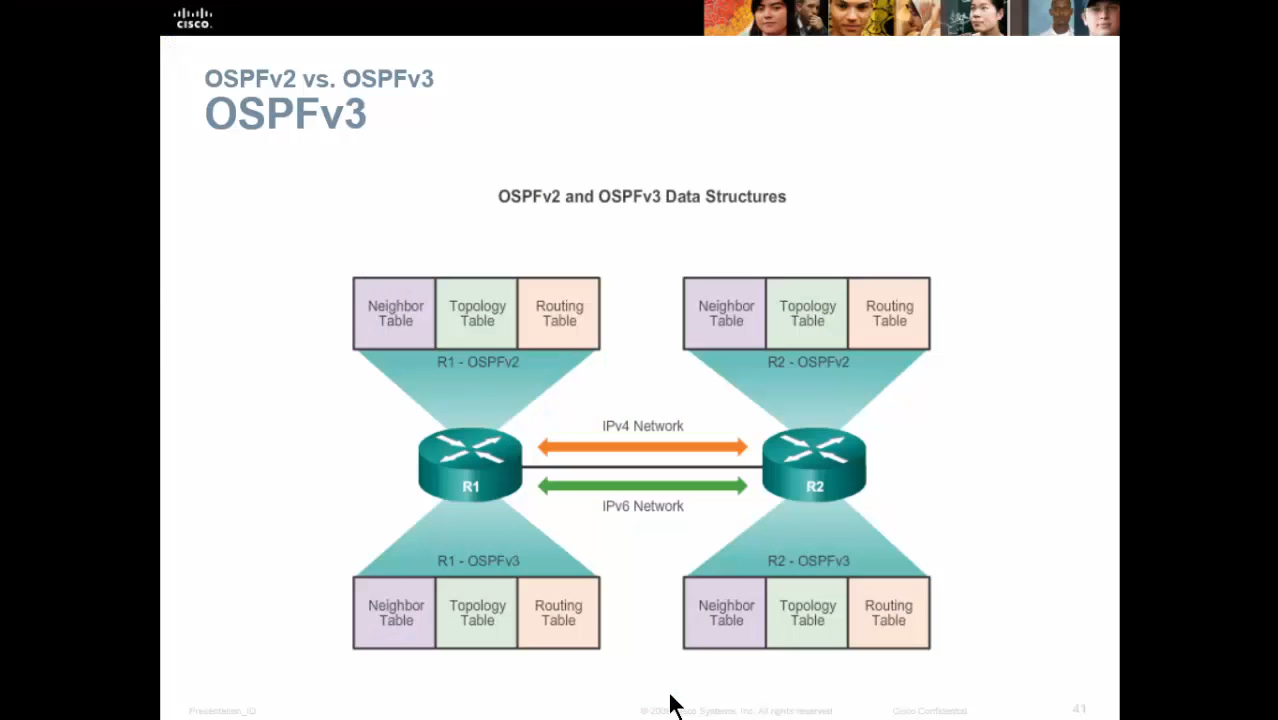 CISCO.
OSPFv2 vs. OSPFv3
OSPFv3
OSPFv2 and OSPFv3 Data Structures
Neighbor Table
Topology Table
Routing Table
R1 - OSPFv2
Neighbor Table
Topology Table
Routing Table
R2 - OSPFv2
IPv4 Network
R1
R2
IPv6 Network
R1 - OSPFv3
Neighbor Table
Topology Table
Routing Table
R2 - OSPFv3
Neighbor Table
Topology Table
Routing Table
Presentation_ID
Systems, Inc. All rights reserved.
Cisco Confidential
41